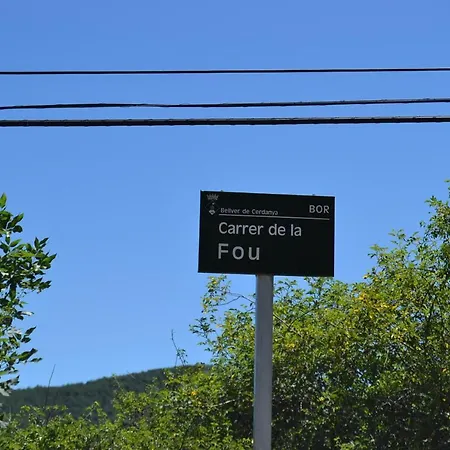 Bellver de Cerdanya BOR
Carrer de la
Fou